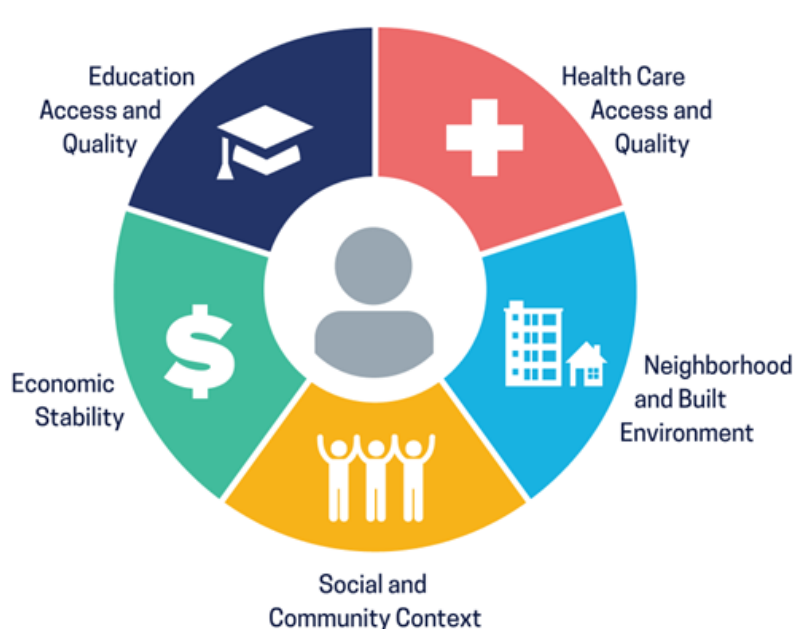 Education
Access and
Quality
Health Care
Access and
Quality
Economic
Stability
Neighborhood
and Built
Environment
Social and
Community Context